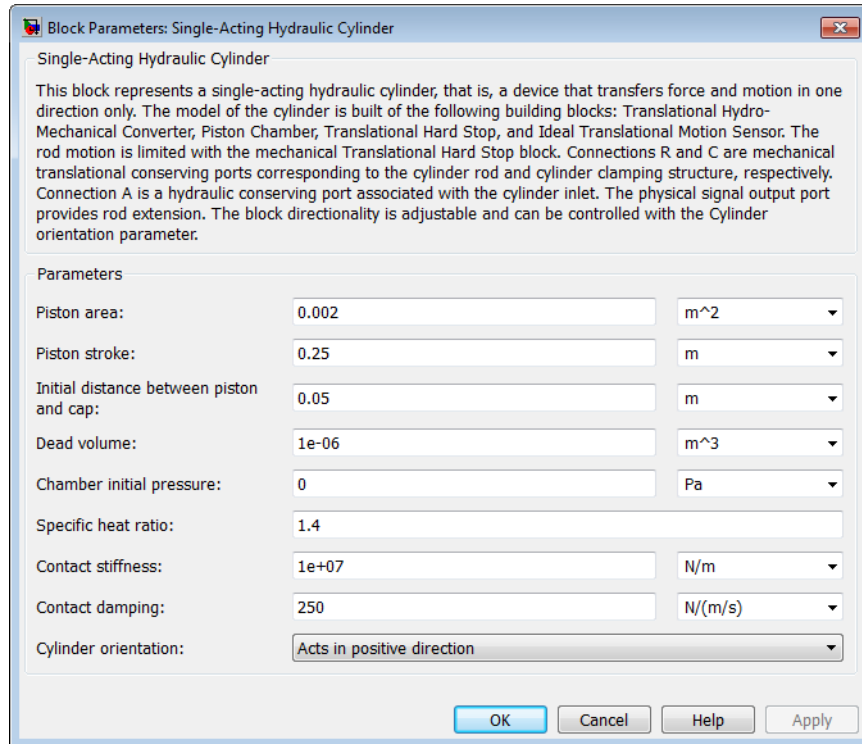 Block Parameters: Single-Acting Hydraulic Cylinder
Single-Acting Hydraulic Cylinder
This block represents a single-acting hydraulic cylinder, that is, a device that transfers force and motion in one
direction only. The model of the cylinder is built of the following building blocks: Translational Hydro-
Mechanical Converter, Piston Chamber, Translational Hard Stop, and Ideal Translational Motion Sensor. The
rod motion is limited with the mechanical Translational Hard Stop block. Connections R and C are mechanical
translational conserving ports corresponding to the cylinder rod and cylinder clamping structure, respectively.
Connection A is a hydraulic conserving port associated with the cylinder inlet. The physical signal output port
provides rod extension. The block directionality is adjustable and can be controlled with the Cylinder
orientation parameter.
Parameters
Piston area: 0.002 m^2
Piston stroke: 0.25 m
Initial distance between piston
and cap: 0.05 m
Dead volume: 1e-06 m^3
Chamber initial pressure: 0 Pa
Specific heat ratio: 1.4
Contact stiffness: 1e+07 N/m
Contact damping: 250 N/(m/s)
Cylinder orientation: Acts in positive direction
OK Cancel Help Apply